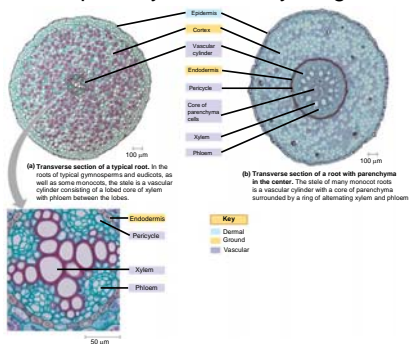 Epidermis
Cortex
Vascular
cylinder
Endodermis
Pericycle
Core of
parenchyma
cells
Xylem
Phloem
100 μm
100 μm
(a) Transverse section of a typical root. In the
roots of typical gymnosperms and eudicots, as
well as some monocots, the stele is a vascular
cylinder consisting of a lobed core of xylem
with phloem between the lobes.
(b) Transverse section of a root with parenchyma
in the center. The stele of many monocot roots
is a vascular cylinder with a core of parenchyma
surrounded by a ring of alternating xylem and phloem
Endodermis
Pericycle
Xylem
Phloem
50 μm
Key
Dermal
Ground
Vascular